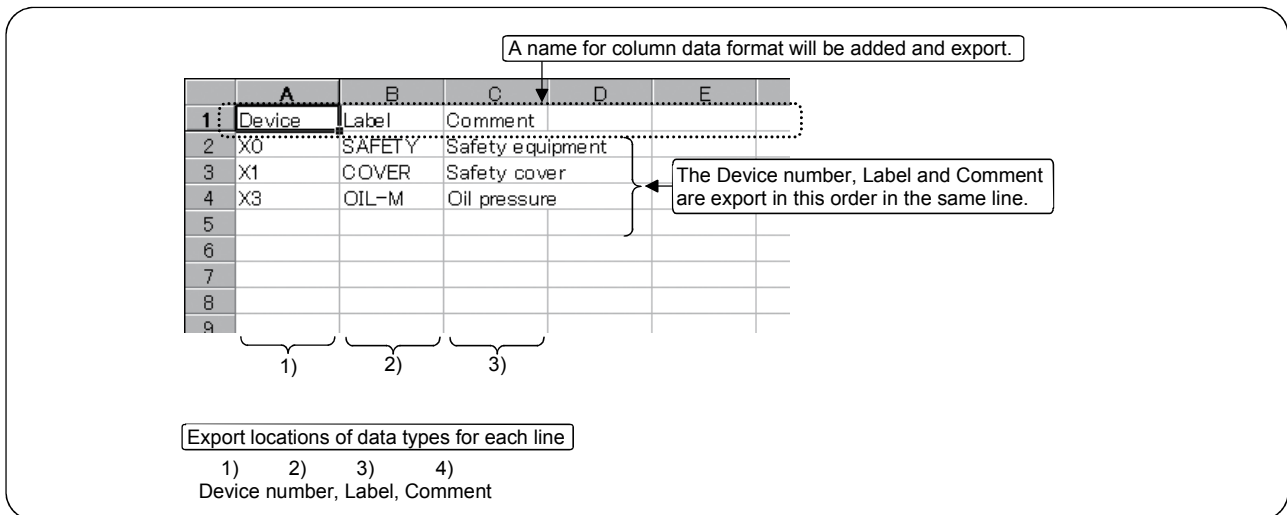 A name for column data format will be added and export.
A B C D E
1 Device Label Comment
2 X0 SAFETY Safety equipment
3 X1 COVER Safety cover
4 X3 OIL-M Oil pressure
5
6
7
8
9
The Device number, Label and Comment
are export in this order in the same line.
1) 2) 3)
Export locations of data types for each line
1) 2) 3) 4)
Device number, Label, Comment